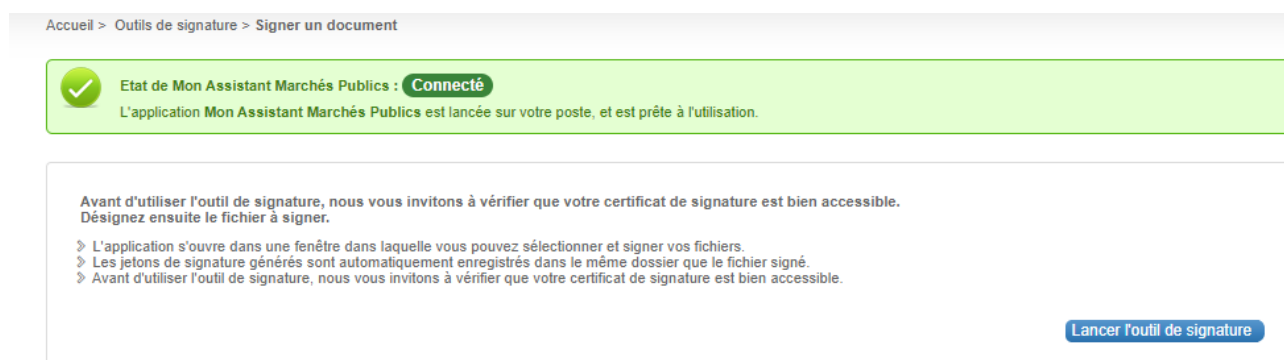 Accueil > Outils de signature > Signer un document
Etat de Mon Assistant Marchés Publics : Connecté
L'application Mon Assistant Marchés Publics est lancée sur votre poste, et est prête à l'utilisation.
Avant d'utiliser l'outil de signature, nous vous invitons à vérifier que votre certificat de signature est bien accessible.
Désignez ensuite le fichier à signer.
L'application s'ouvre dans une fenêtre dans laquelle vous pouvez sélectionner et signer vos fichiers.
Les jetons de signature générés sont automatiquement enregistrés dans le même dossier que le fichier signé.
Avant d'utiliser l'outil de signature, nous vous invitons à vérifier que votre certificat de signature est bien accessible.
Lancer l'outil de signature